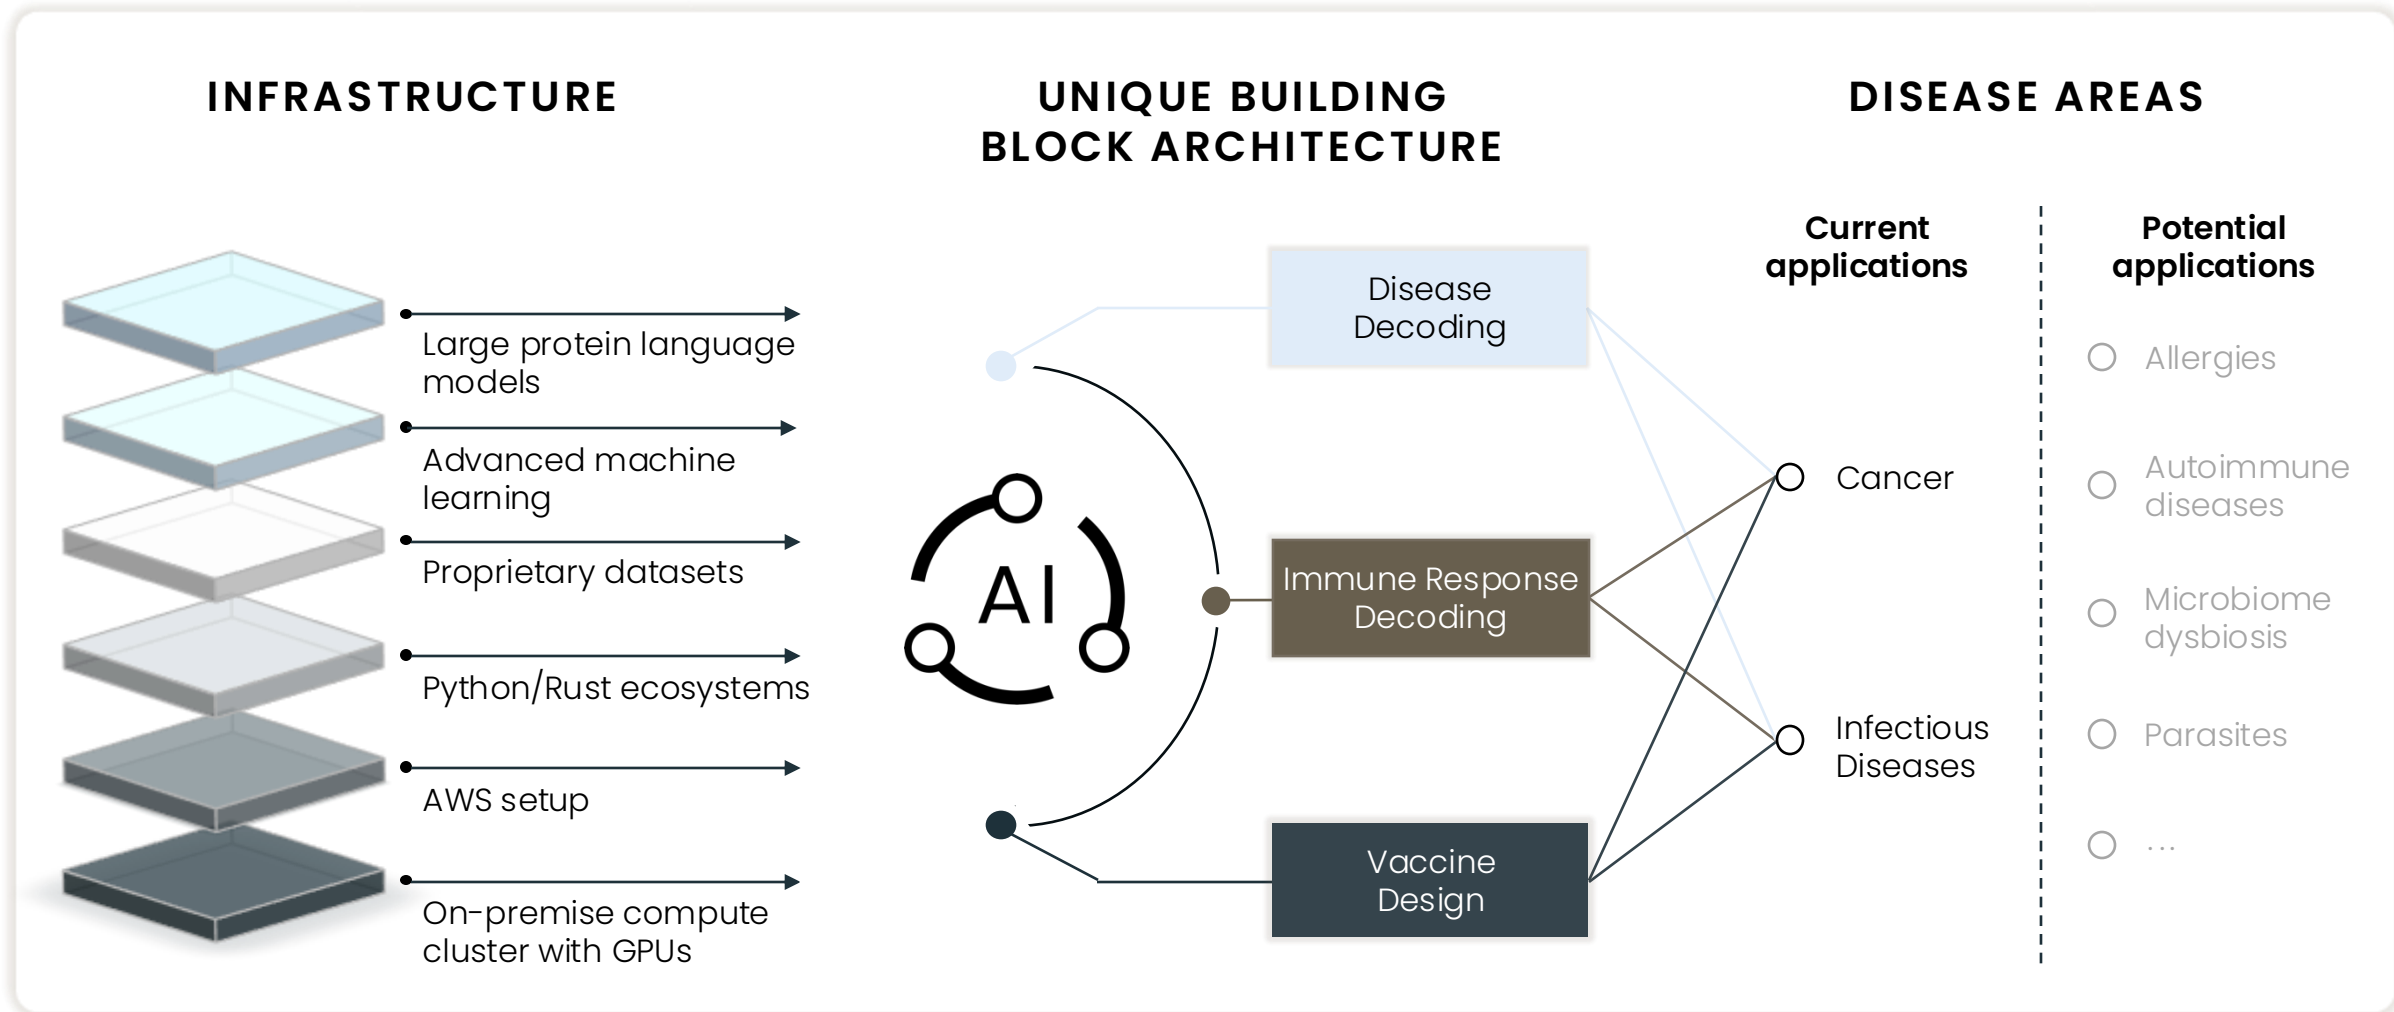 INFRASTRUCTURE
Large protein language
models
Advanced machine
learning
Proprietary datasets
Python/Rust ecosystems
AWS setup
On-premise compute
cluster with GPUs
UNIQUE BUILDING
BLOCK ARCHITECTURE
AI
Disease
Decoding
Immune Response
Decoding
Vaccine
Design
DISEASE AREAS
Current
applications
Cancer
Infectious
Diseases
Potential
applications
Allergies
Autoimmune
diseases
Microbiome
dysbiosis
Parasites
...